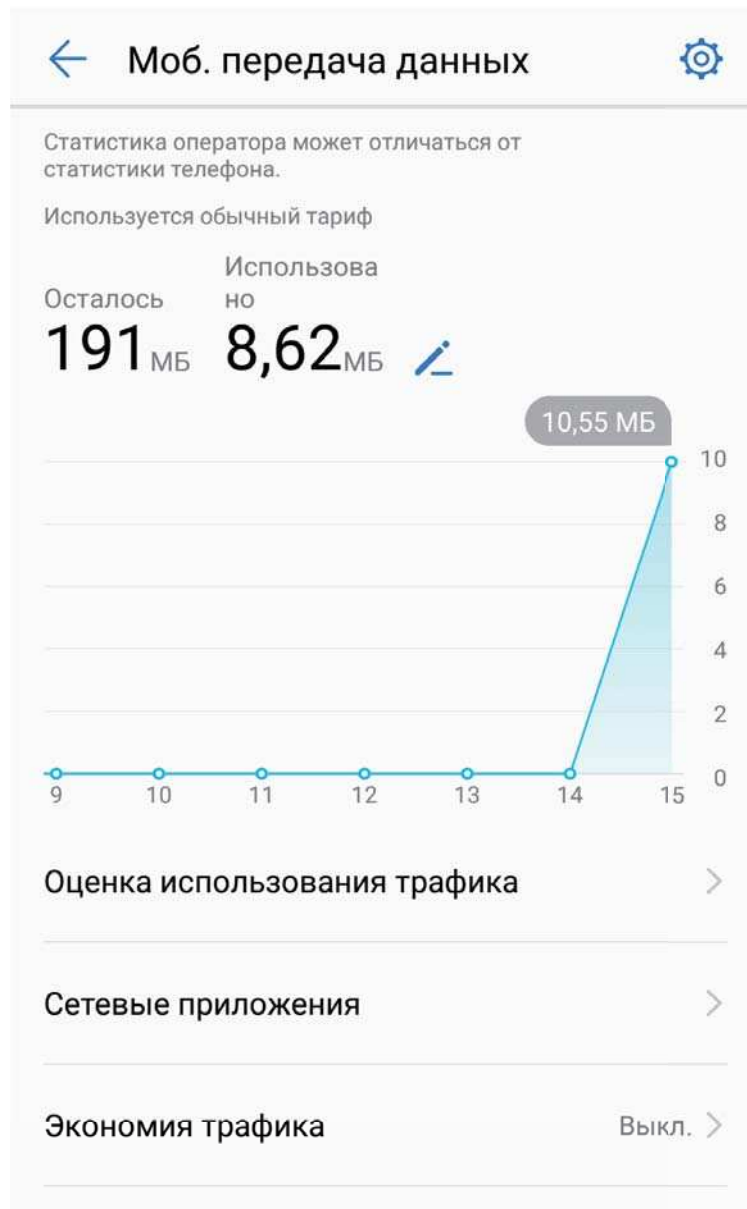 Моб. передача данных
Статистика оператора может отличаться от
статистики телефона.
Используется обычный тариф
Осталось
191 МБ
Использова
но
8,62 МБ
10,55 МБ
10
8
6
4
2
0
9 10 11 12 13 14 15
Оценка использования трафика
Сетевые приложения
Экономия трафика Выкл.